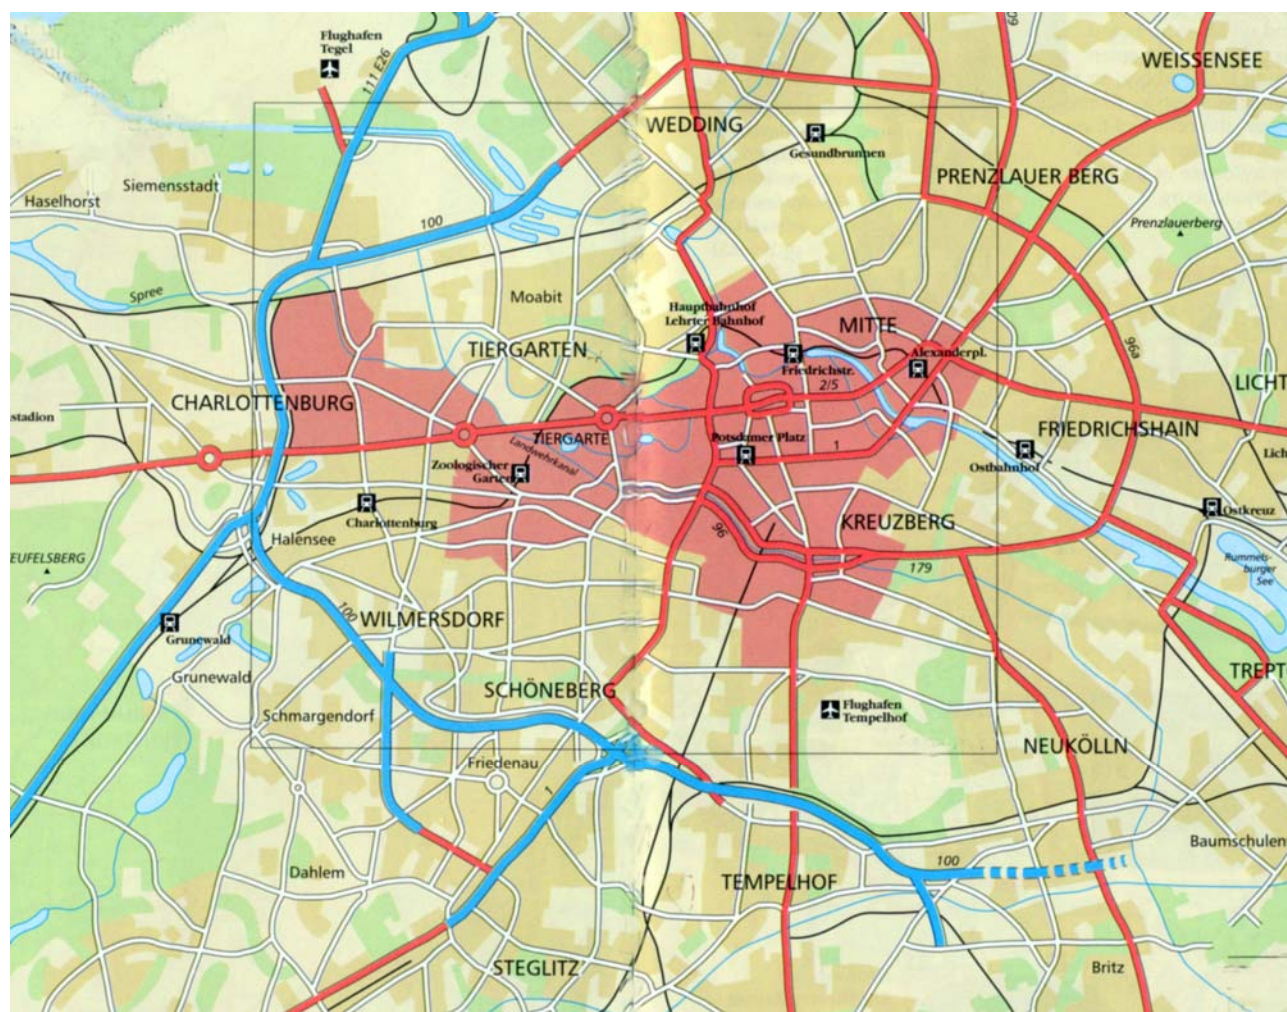 Flughafen
Tegel
111 E26
60
WEISSENSEE
WEDDING
Gesundbrunnen
PRENZLAUER BERG
Siemensstadt
Haselhorst
100
Prenzlauerberg
Spree
Moabit
Hauptbahnhof
Lehrter Bahnhof
MITTE
TIERGARTEN
Alexanderpl.
Friedrichstr.
2/5
96a
LICHT
CHARLOTTENBURG
stadion
TIERGARTE
Landwehrkanal
Potsdamer Platz
1
FRIEDRICHSHAIN
Lich
Zoologischer
Garten
Ostbahnhof
Charlottenburg
96
KREUZBERG
Ostkreuz
Halensee
EUFELSBERG
179
Rummels-
burger
See
100
WILMERSDORF
Grunewald
Grunewald
TREPT
SCHÖNEBERG
Schmargendorf
Flughafen
Tempelhof
NEUKÖLLN
Friedenau
1
Baumschulen
100
Dahlem
TEMPELHOF
STEGLITZ
Britz